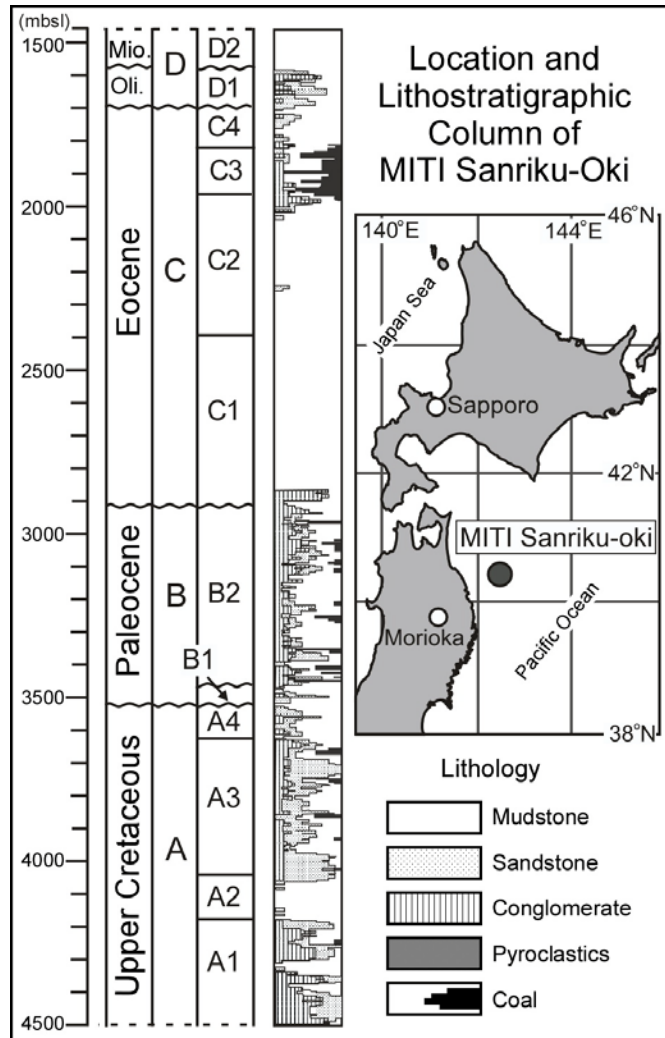 (mbsl)
1500
2000
2500
3000
3500
4000
4500
Mio.
Oli.
Eocene
Paleocene
Upper Cretaceous
D
C
B
A
D2
D1
C4
C3
C2
C1
B2
B1
A4
A3
A2
A1
Location and
Lithostratigraphic
Column of
MITI Sanriku-Oki
140°E
144°E
46°N
42°N
38°N
Japan Sea
Sapporo
MITI Sanriku-oki
Morioka
Pacific Ocean
Lithology
Mudstone
Sandstone
Conglomerate
Pyroclastics
Coal